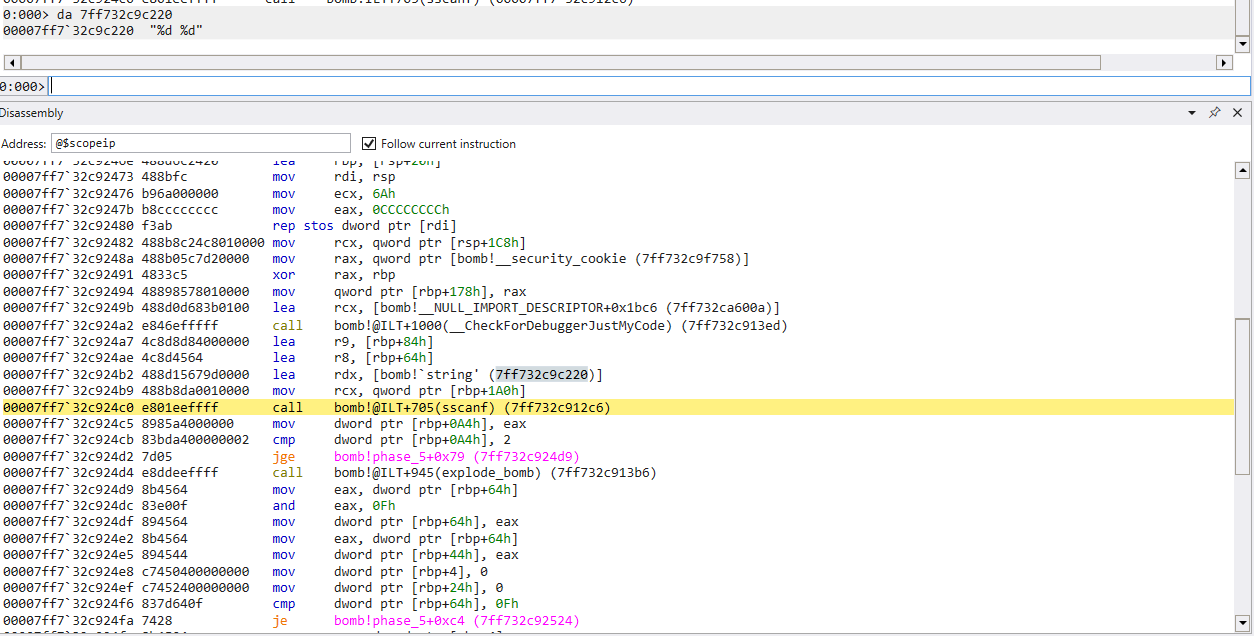 0:000> da 7ff732c9c220
00007ff7`32c9c220  "%d %d"
0:000>
Disassembly
Address: @$scopeip Follow current instruction
00007ff7`32c92473 488bfc mov rdi, rsp
00007ff7`32c92476 b96a000000 mov ecx, 6Ah
00007ff7`32c9247b b8cccccccc mov eax, 0CCCCCCCCh
00007ff7`32c92480 f3ab rep stos dword ptr [rdi]
00007ff7`32c92482 488b8c24c8010000 mov rcx, qword ptr [rsp+1C8h]
00007ff7`32c9248a 488b05c7d20000 mov rax, qword ptr [bomb!__security_cookie (7ff732c9f758)]
00007ff7`32c92491 4833c5 xor rax, rbp
00007ff7`32c92494 48898578010000 mov qword ptr [rbp+178h], rax
00007ff7`32c9249b 488d0d683b0100 lea rcx, [bomb!__NULL_IMPORT_DESCRIPTOR+0x1bc6 (7ff732ca600a)]
00007ff7`32c924a2 e846efffff call bomb!@ILT+1000(__CheckForDebuggerJustMyCode) (7ff732c913ed)
00007ff7`32c924a7 4c8d8d84000000 lea r9, [rbp+84h]
00007ff7`32c924ae 4c8d4564 lea r8, [rbp+64h]
00007ff7`32c924b2 488d15679d0000 lea rdx, [bomb!`string' (7ff732c9c220)]
00007ff7`32c924b9 488b8da0010000 mov rcx, qword ptr [rbp+1A0h]
00007ff7`32c924c0 e801eeffff call bomb!@ILT+705(sscanf) (7ff732c912c6)
00007ff7`32c924c5 8985a4000000 mov dword ptr [rbp+0A4h], eax
00007ff7`32c924cb 83bda400000002 cmp dword ptr [rbp+0A4h], 2
00007ff7`32c924d2 7d05 jge bomb!phase_5+0x79 (7ff732c924d9)
00007ff7`32c924d4 e8ddeeffff call bomb!@ILT+945(explode_bomb) (7ff732c913b6)
00007ff7`32c924d9 8b4564 mov eax, dword ptr [rbp+64h]
00007ff7`32c924dc 83e00f and eax, 0Fh
00007ff7`32c924df 894564 mov dword ptr [rbp+64h], eax
00007ff7`32c924e2 8b4564 mov eax, dword ptr [rbp+64h]
00007ff7`32c924e5 894544 mov dword ptr [rbp+44h], eax
00007ff7`32c924e8 c7450400000000 mov dword ptr [rbp+4], 0
00007ff7`32c924ef c7452400000000 mov dword ptr [rbp+24h], 0
00007ff7`32c924f6 837d640f cmp dword ptr [rbp+64h], 0Fh
00007ff7`32c924fa 7428 je bomb!phase_5+0xc4 (7ff732c92524)